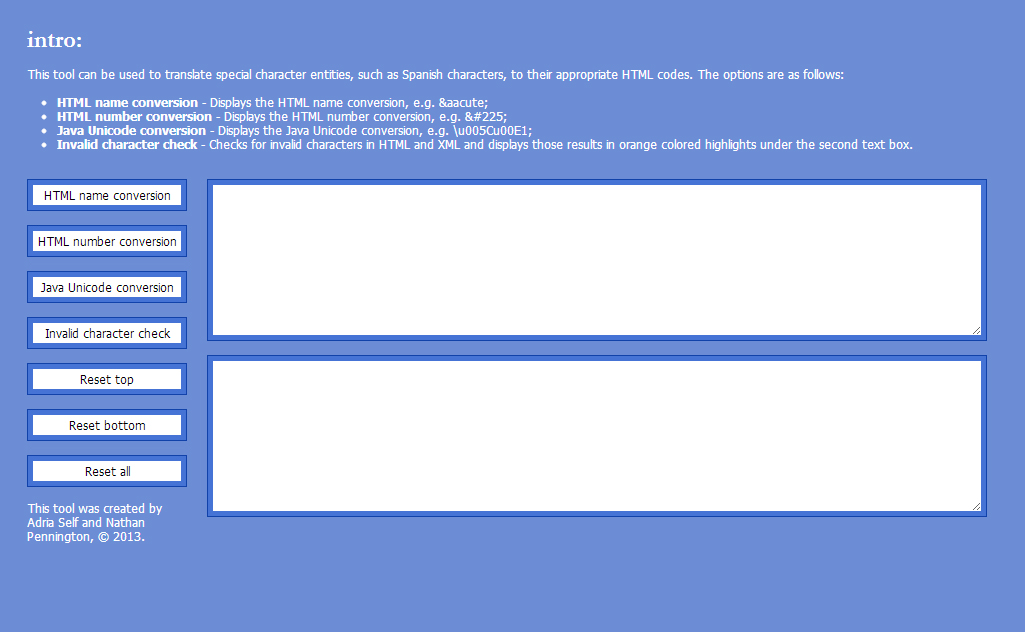 intro:
This tool can be used to translate special character entities, such as Spanish characters, to their appropriate HTML codes. The options are as follows:
• HTML name conversion - Displays the HTML name conversion, e.g. &aacute;
• HTML number conversion - Displays the HTML number conversion, e.g. &#225;
• Java Unicode conversion - Displays the Java Unicode conversion, e.g. \u005Cu00E1;
• Invalid character check - Checks for invalid characters in HTML and XML and displays those results in orange colored highlights under the second text box.
HTML name conversion
HTML number conversion
Java Unicode conversion
Invalid character check
Reset top
Reset bottom
Reset all
This tool was created by
Adria Self and Nathan
Pennington, © 2013.